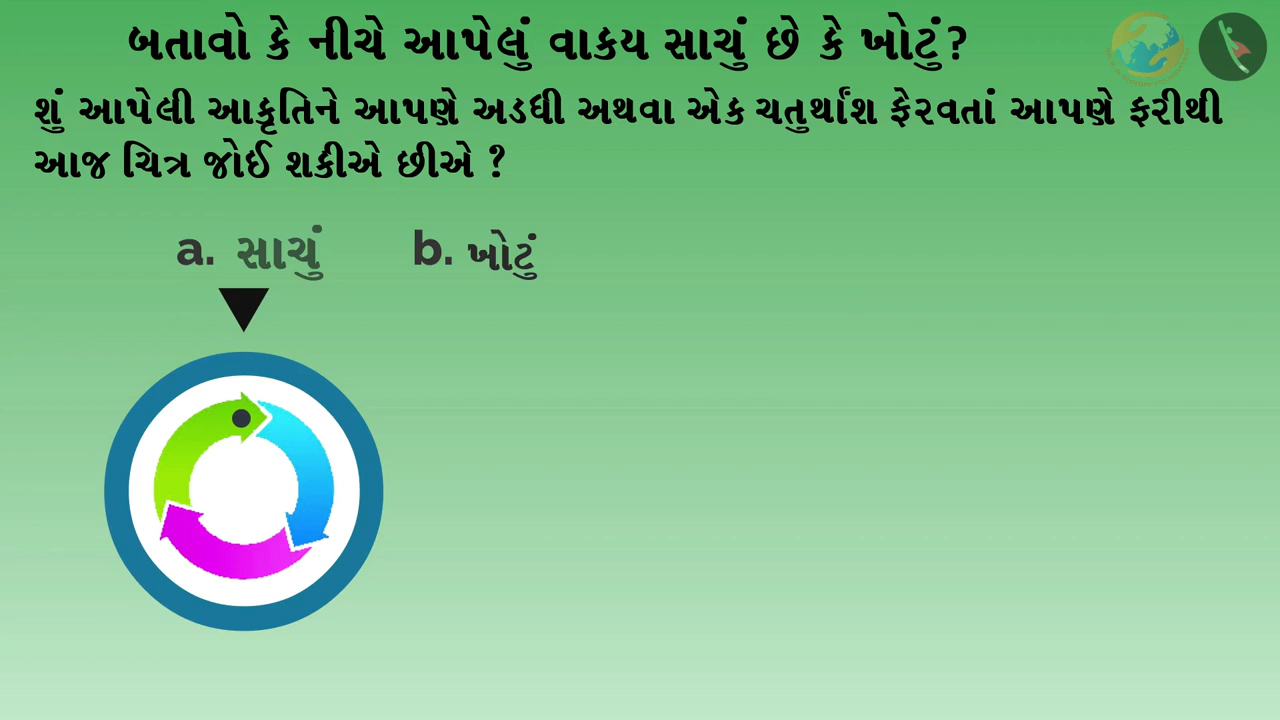 બતાવો કે નીચે આપેલું વાકય સાચું છે કે ખોટું?
શું આપેલી આકૃતિને આપણે અડધી અથવા એક ચતુર્થાંશ ફેરવતાં આપણે ફરીથી
આજ ચિત્ર જોઈ શકીએ છીએ ?
a. સાચું b. ખોટું